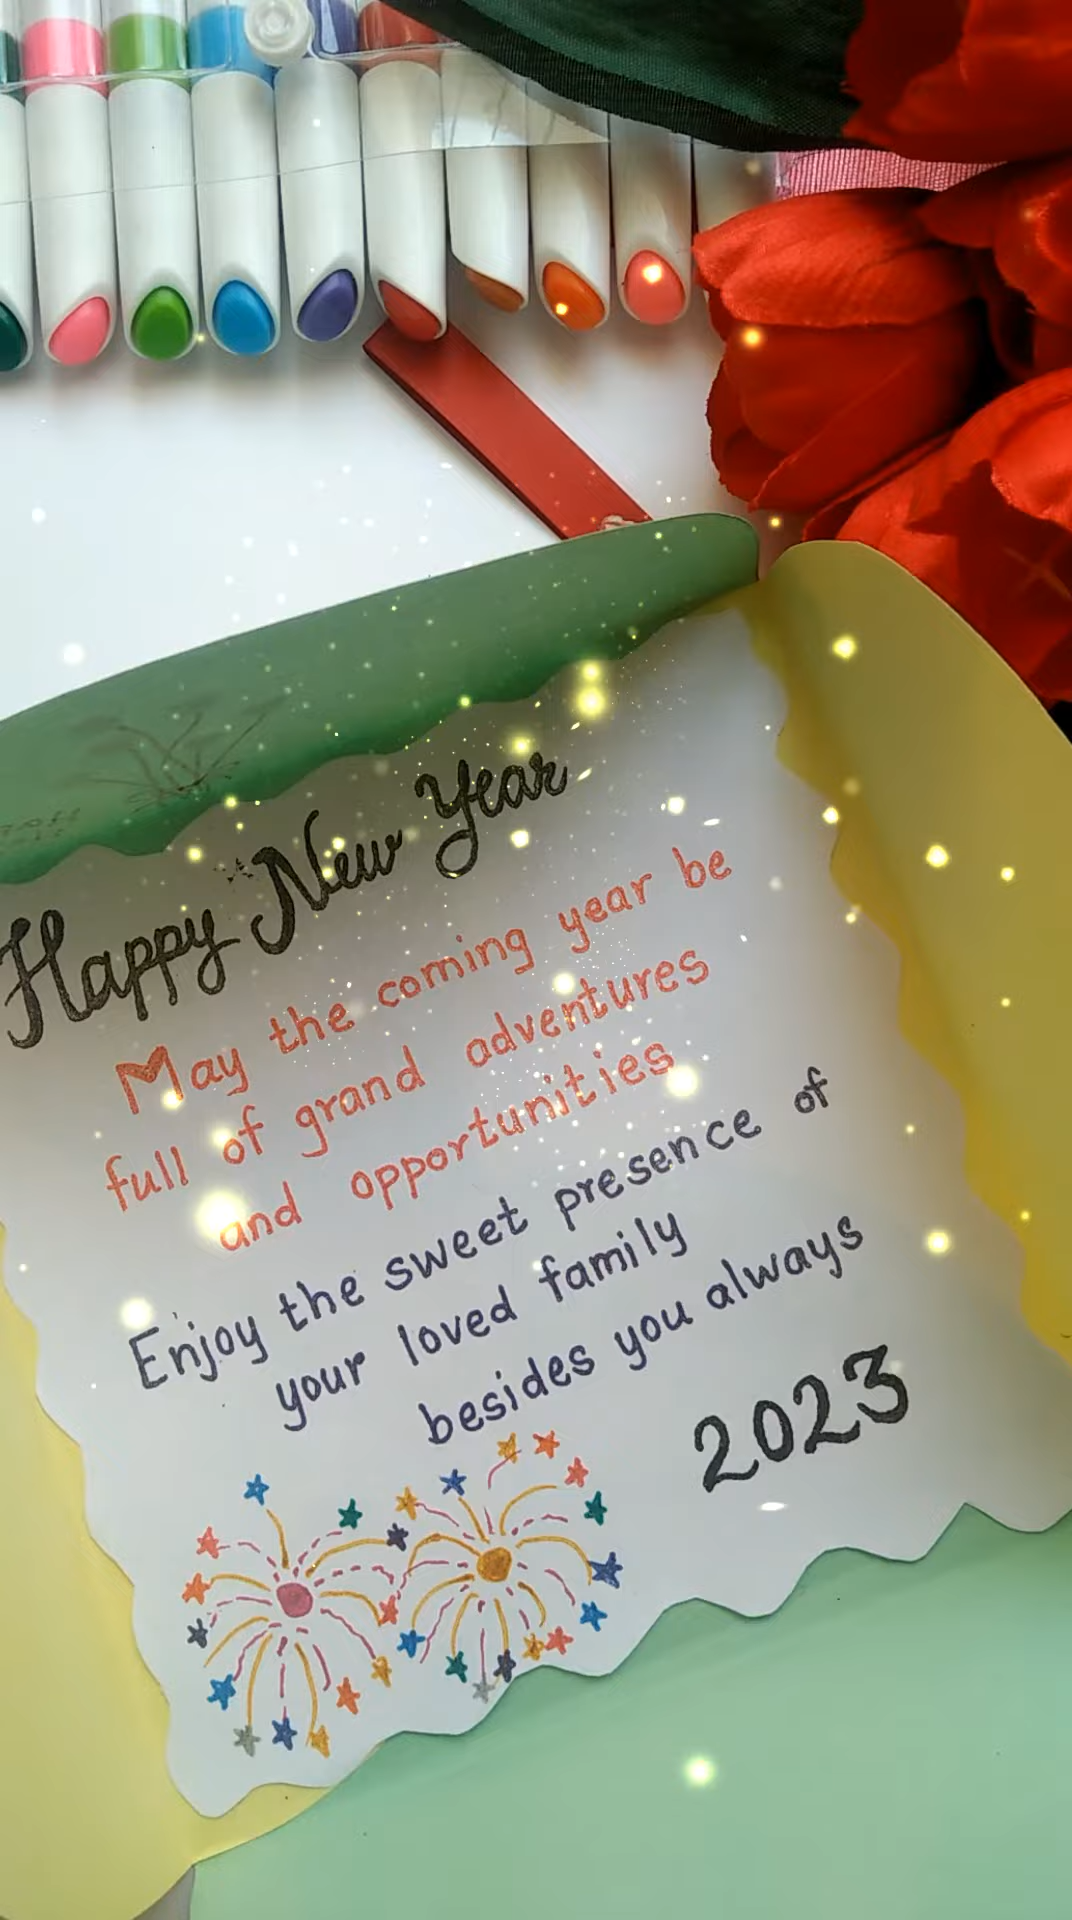 Happy New Year
May the coming year be
full of grand adventures
and opportunities
Enjoy the sweet presence of
your loved family
besides you always
2023